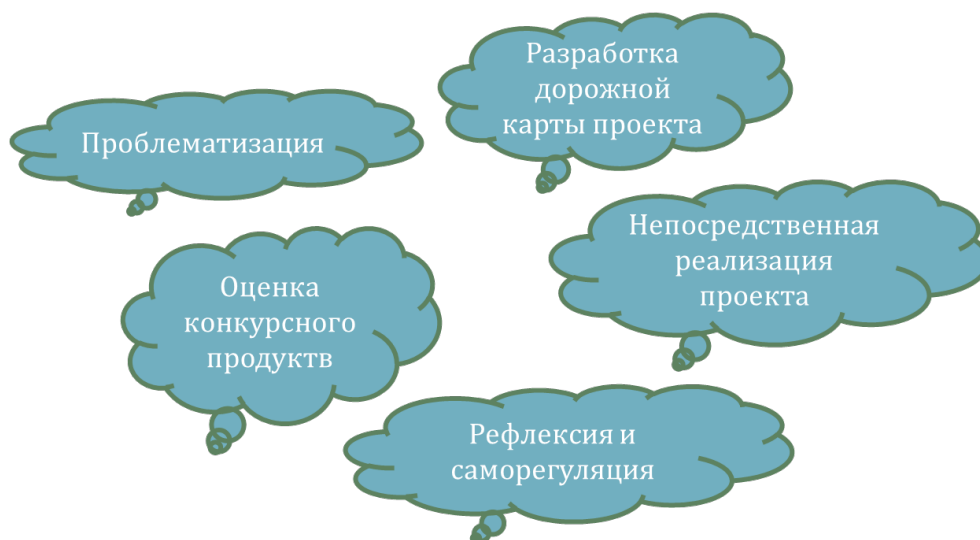 Разработка
дорожной
карты проекта
Проблематизация
Непосредственная
реализация
проекта
Оценка
конкурсного
продуктв
Рефлексия и
саморегуляция